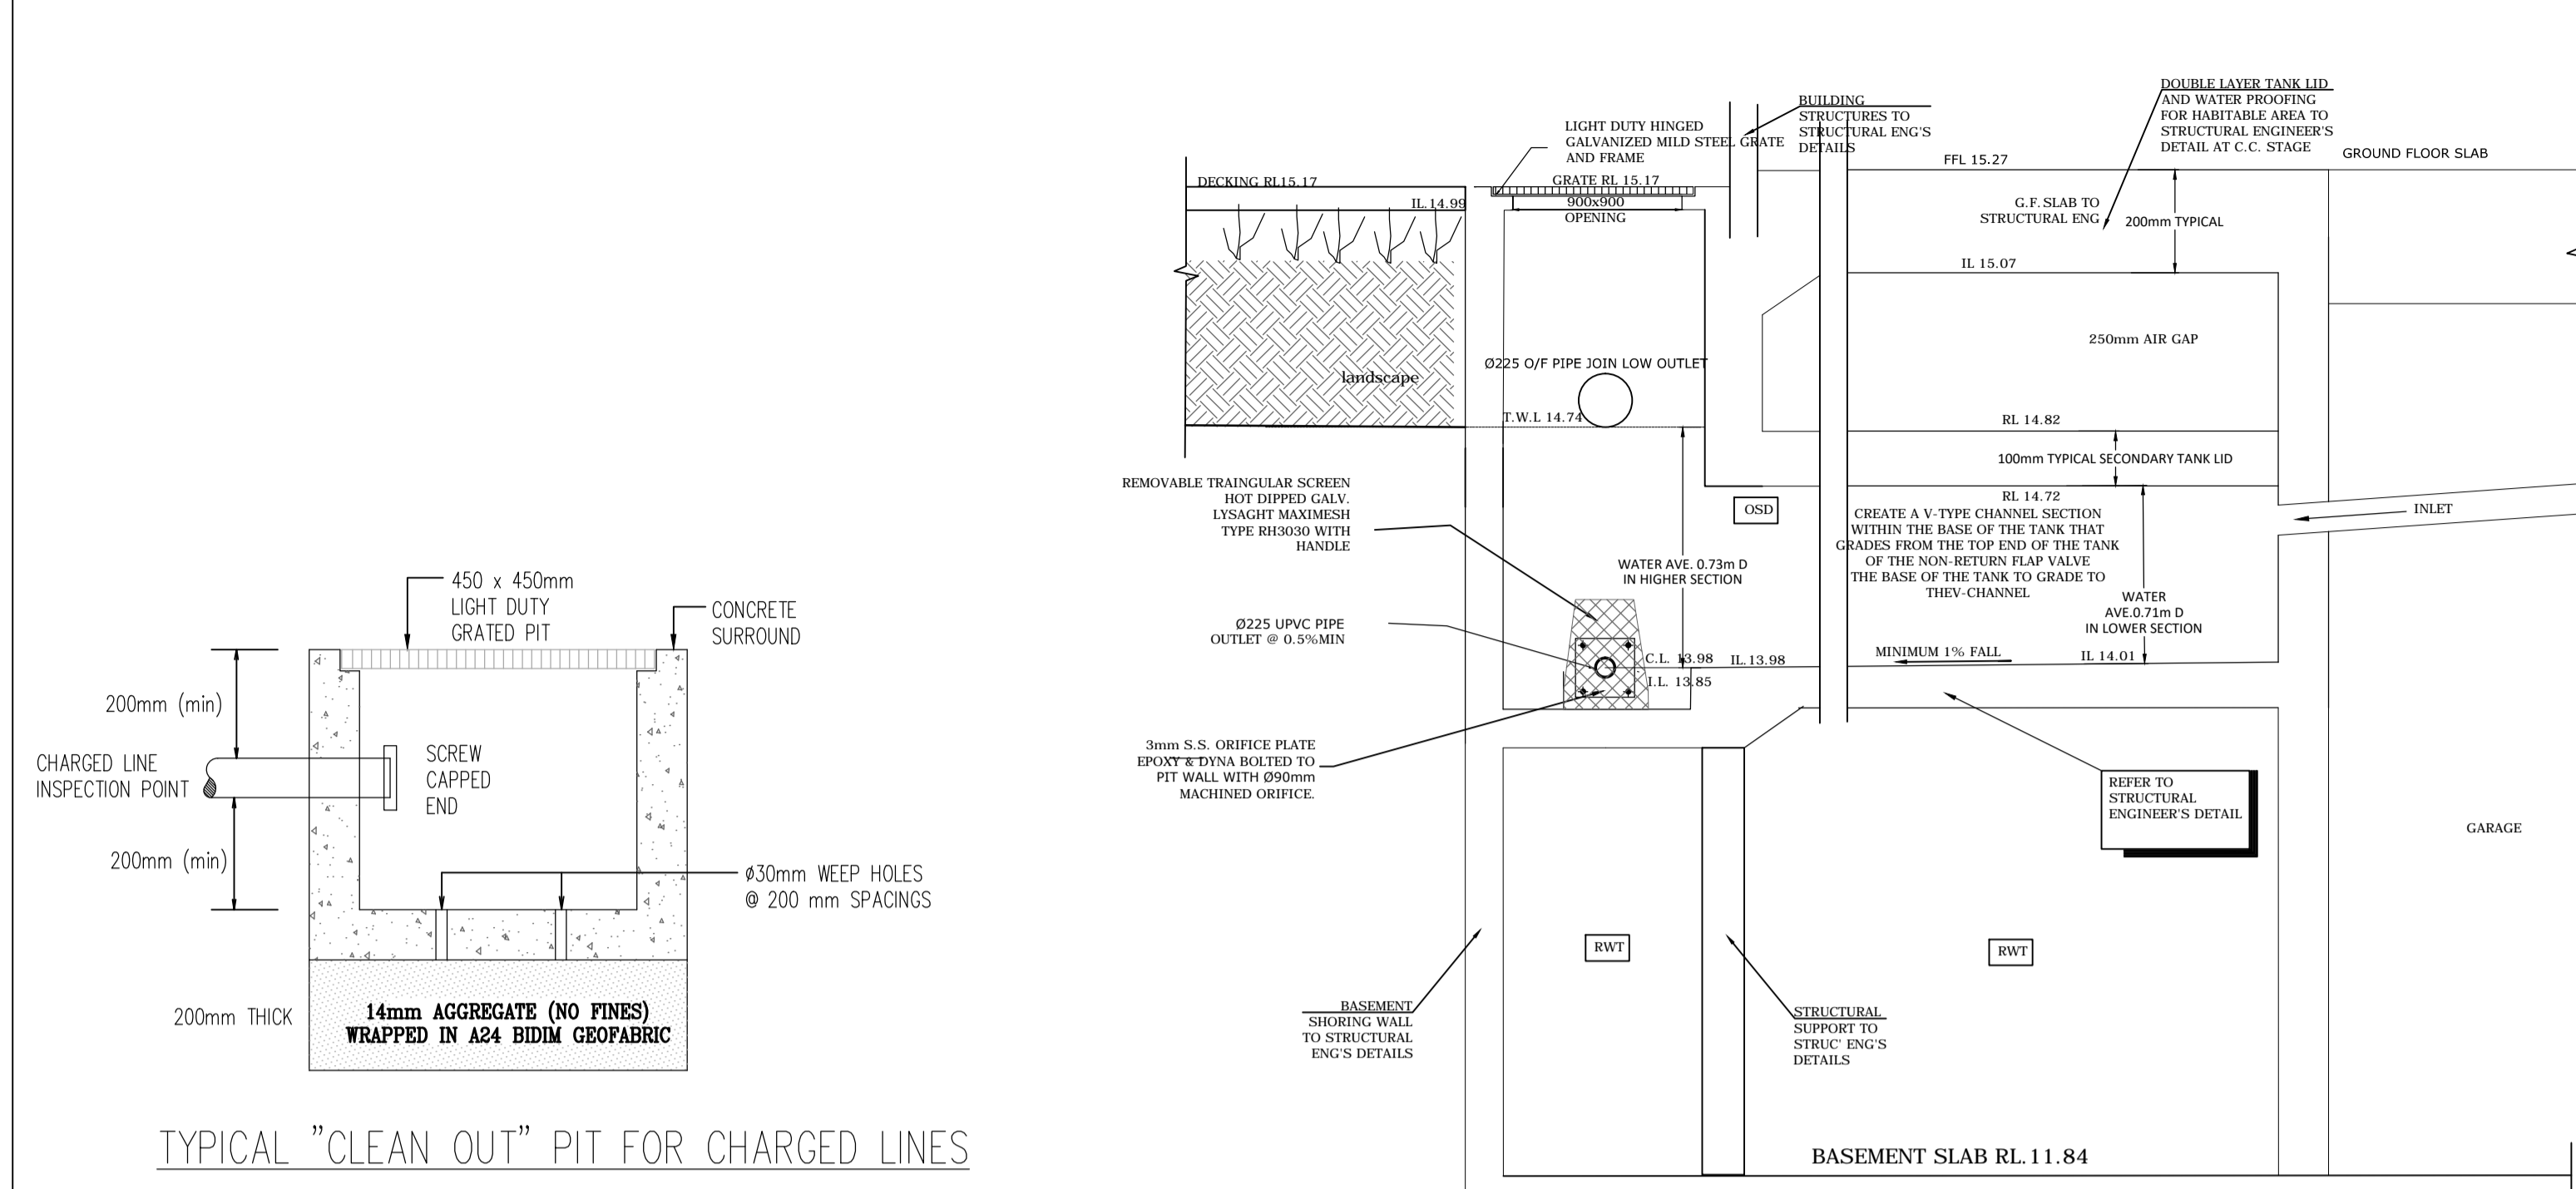 450 x 450mm
LIGHT DUTY
GRATED PIT
CONCRETE
SURROUND
200mm (min)
CHARGED LINE
INSPECTION POINT
SCREW
CAPPED
END
200mm (min)
Ø30mm WEEP HOLES
@ 200 mm SPACINGS
200mm THICK
14mm AGGREGATE (NO FINES)
WRAPPED IN A24 BIDIM GEOFABRIC
TYPICAL "CLEAN OUT" PIT FOR CHARGED LINES
DECKING RL15.17
IL.14.99
landscape
LIGHT DUTY HINGED
GALVANIZED MILD STEEL GRATE
AND FRAME
GRATE RL 15.17
900x900
OPENING
BUILDING
STRUCTURES TO
STRUCTURAL ENG'S
DETAILS
DOUBLE LAYER TANK LID
AND WATER PROOFING
FOR HABITABLE AREA TO
STRUCTURAL ENGINEER'S
DETAIL AT C.C. STAGE
FFL 15.27
GROUND FLOOR SLAB
G.F. SLAB TO
STRUCTURAL ENG
200mm TYPICAL
IL 15.07
250mm AIR GAP
Ø225 O/F PIPE JOIN LOW OUTLET
T.W.L 14.74
RL 14.82
100mm TYPICAL SECONDARY TANK LID
RL 14.72
REMOVABLE TRAINGULAR SCREEN
HOT DIPPED GALV.
LYSAGHT MAXIMESH
TYPE RH3030 WITH
HANDLE
OSD
CREATE A V-TYPE CHANNEL SECTION
WITHIN THE BASE OF THE TANK THAT
GRADES FROM THE TOP END OF THE TANK
OF THE NON-RETURN FLAP VALVE
THE BASE OF THE TANK TO GRADE TO
THEV-CHANNEL
INLET
WATER AVE. 0.73m D
IN HIGHER SECTION
WATER
AVE.0.71m D
IN LOWER SECTION
Ø225 UPVC PIPE
OUTLET @ 0.5%MIN
C.L. 13.98
IL.13.98
I.L. 13.85
MINIMUM 1% FALL
IL 14.01
3mm S.S. ORIFICE PLATE
EPOXY & DYNA BOLTED TO
PIT WALL WITH Ø90mm
MACHINED ORIFICE.
REFER TO
STRUCTURAL
ENGINEER'S DETAIL
GARAGE
RWT
RWT
BASEMENT
SHORING WALL
TO STRUCTURAL
ENG'S DETAILS
STRUCTURAL
SUPPORT TO
STRUC' ENG'S
DETAILS
BASEMENT SLAB RL.11.84